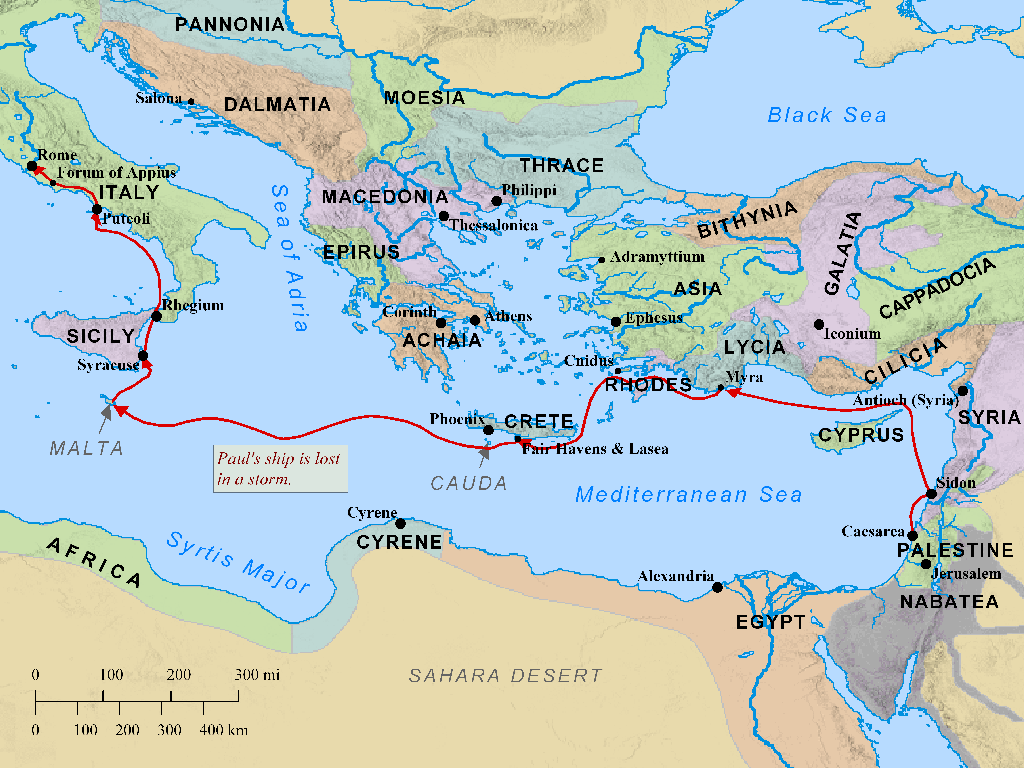 PANNONIA
Salona
DALMATIA
MOESIA
Black Sea
Rome
Forum of Appius
ITALY
Puteoli
Sea of Adria
MACEDONIA
THRACE
Philippi
Thessalonica
EPIRUS
BITHYNIA
GALATIA
Adramyttium
ASIA
CAPPADOCIA
Rhegium
SICILY
Syracuse
Corinth
Athens
ACHAIA
Ephesus
Iconium
LYCIA
CILICIA
Cnidus
RHODES
Myra
Antioch (Syria)
SYRIA
MALTA
Phoenix
CRETE
Fair Havens & Lasea
CYPRUS
Paul's ship is lost
in a storm.
CAUDA
Mediterranean Sea
Sidon
Cyrene
CYRENE
Caesarea
PALESTINE
Jerusalem
AFRICA
Syrtis Major
Alexandria
EGYPT
NABATEA
SAHARA DESERT
0 100 200 300 mi
0 100 200 300 400 km